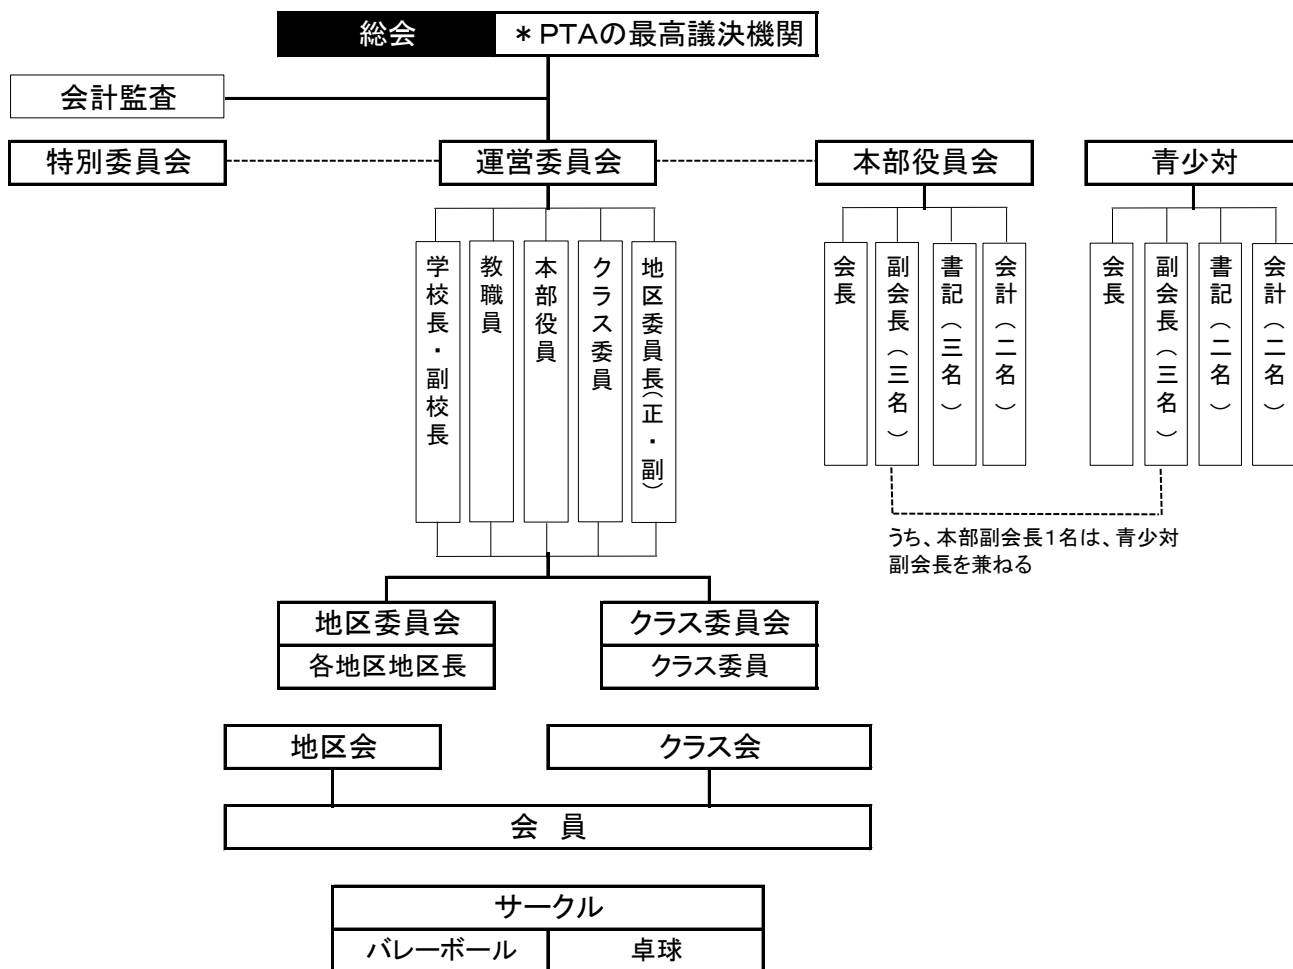 総会
＊PTAの最高議決機関
会計監査
特別委員会
運営委員会
本部役員会
青少対
学校長・副校長
教職員
本部役員
クラス委員
地区委員長（正・副）
会長
副会長（三名）
書記（三名）
会計（二名）
会長
副会長（三名）
書記（二名）
会計（二名）
うち、本部副会長1名は、青少対
副会長を兼ねる
地区委員会
クラス委員会
各地区地区長
クラス委員
地区会
クラス会
会 員
サークル
バレーボール
卓球